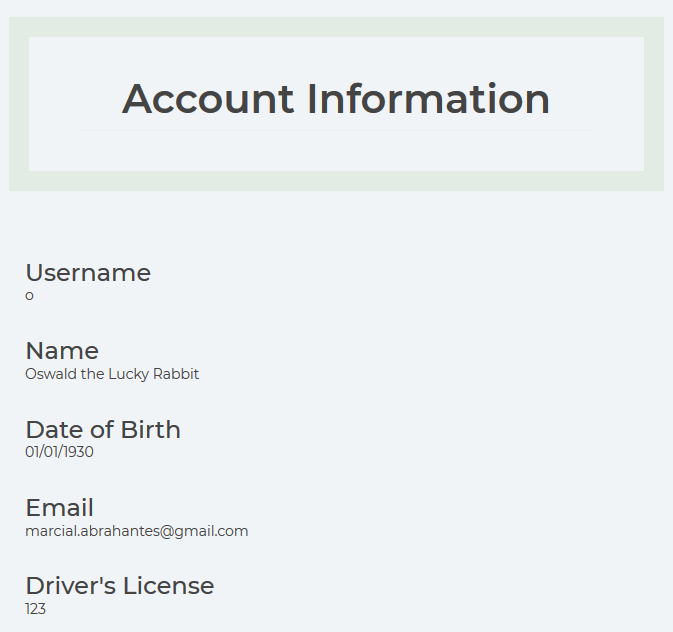 Account Information
Username
o
Name
Oswald the Lucky Rabbit
Date of Birth
01/01/1930
Email
marcial.abrahantes@gmail.com
Driver's License
123